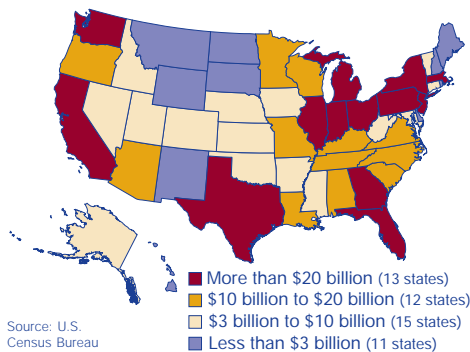 More than $20 billion (13 states)
$10 billion to $20 billion (12 states)
$3 billion to $10 billion (15 states)
Less than $3 billion (11 states)
Source: U.S.
Census Bureau